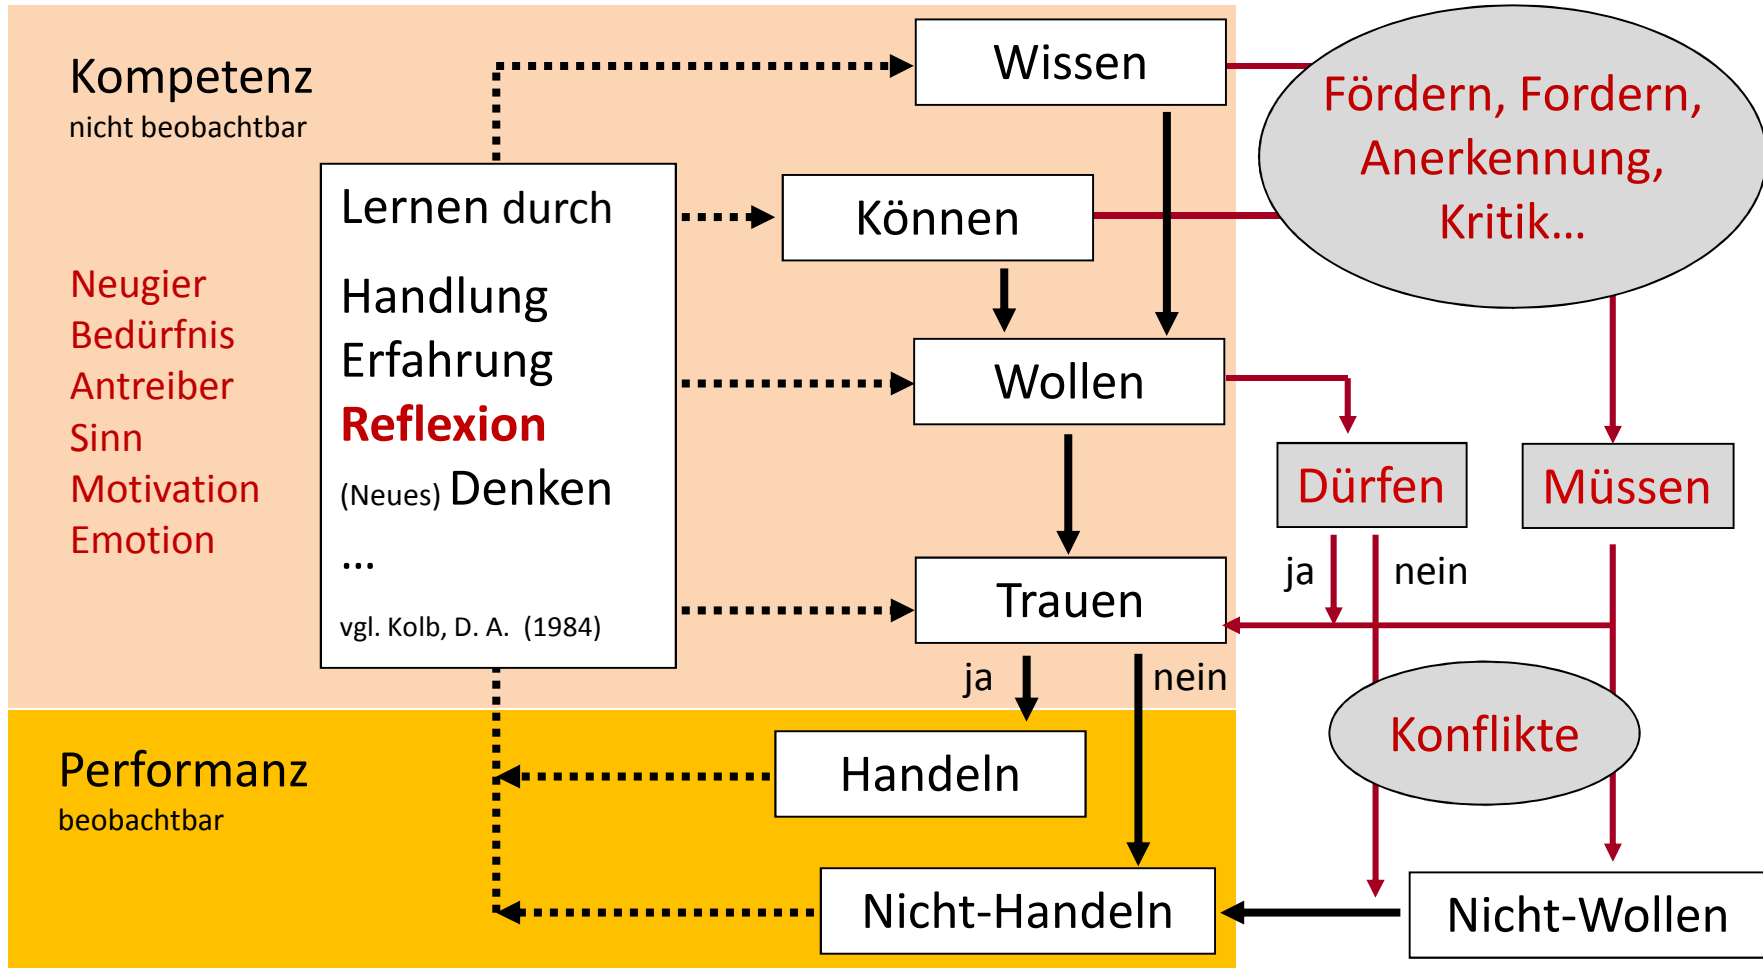 Kompetenz
nicht beobachtbar
Neugier
Bedürfnis
Antreiber
Sinn
Motivation
Emotion
Lernen durch
Handlung
Erfahrung
Reflexion
(Neues) Denken
...
vgl. Kolb, D. A. (1984)
Wissen
Können
Wollen
Trauen
ja
nein
Fördern, Fordern,
Anerkennung,
Kritik...
Dürfen
Müssen
ja
nein
Konflikte
Performanz
beobachtbar
Handeln
Nicht-Handeln
Nicht-Wollen